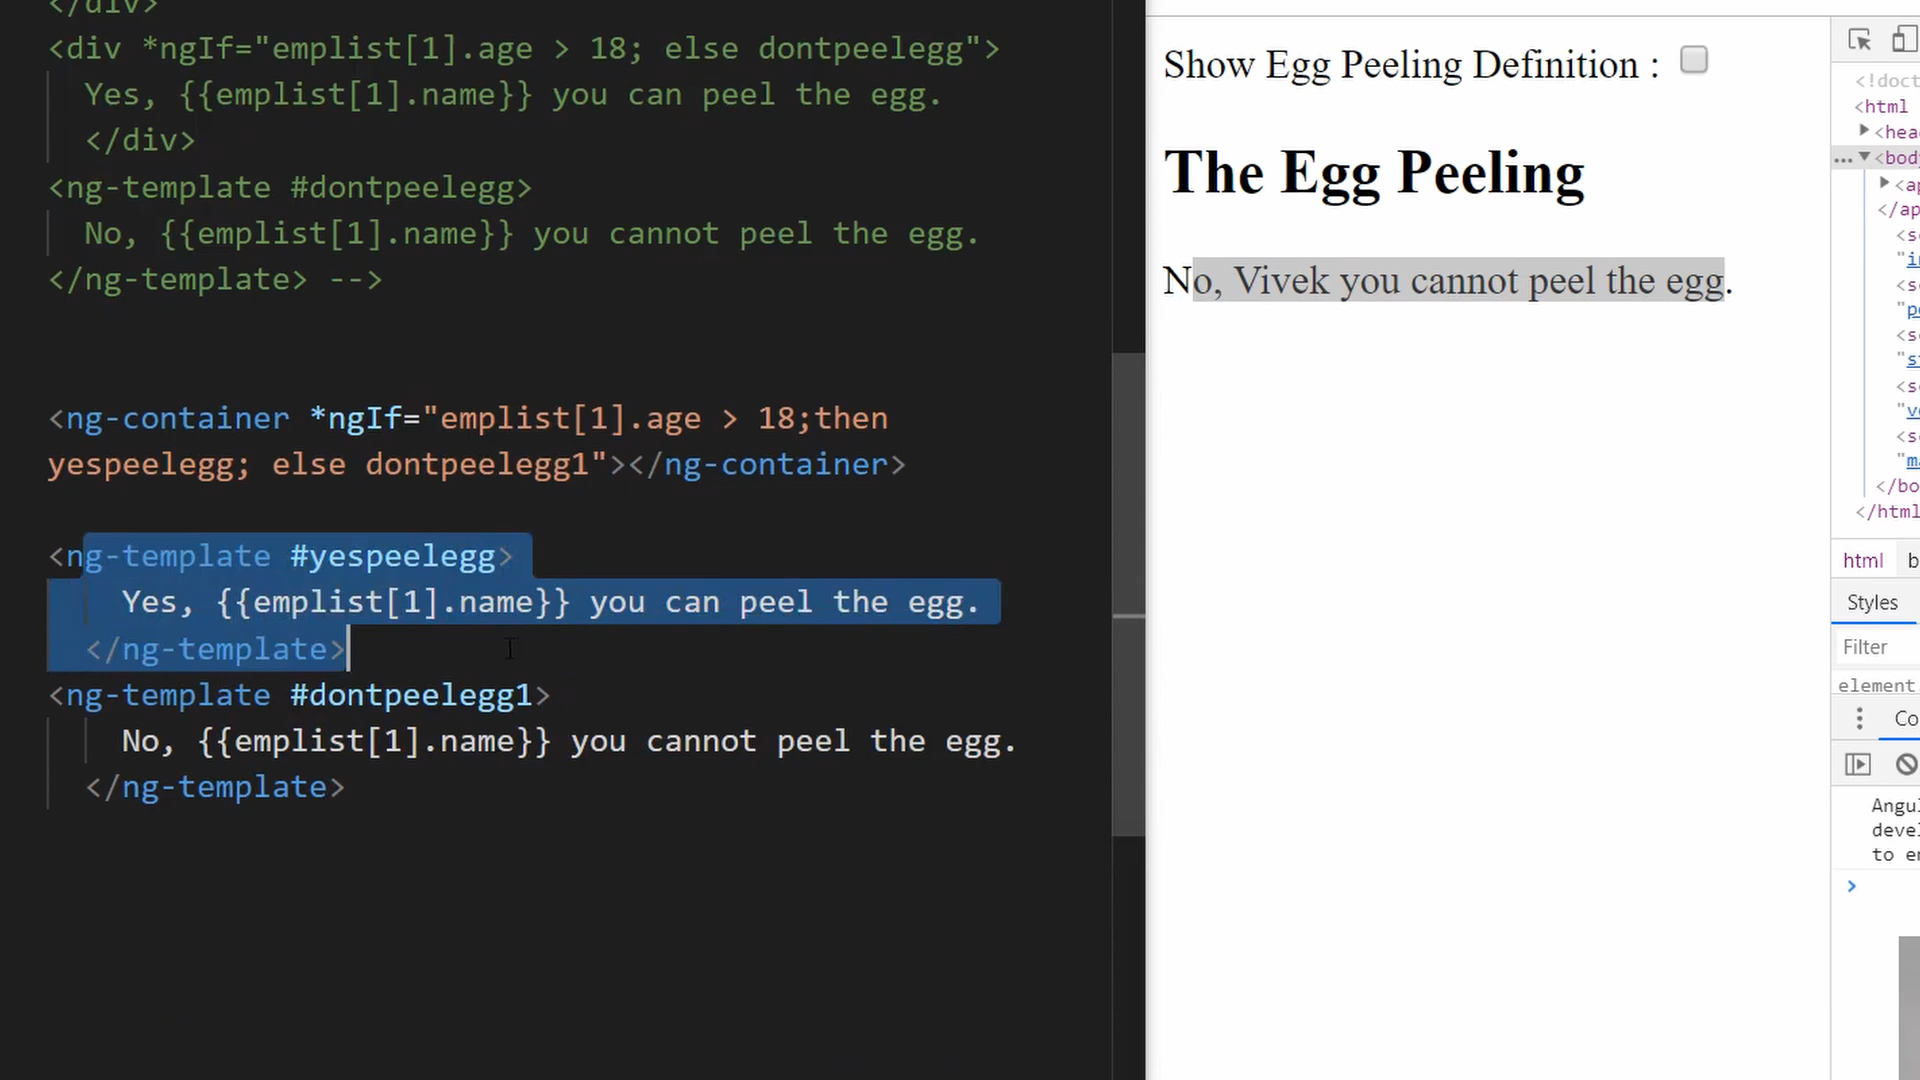 </div>
<div *ngIf="emplist[1].age > 18; else dontpeelegg">
Yes, {{emplist[1].name}} you can peel the egg.
</div>
<ng-template #dontpeelegg>
No, {{emplist[1].name}} you cannot peel the egg.
</ng-template> -->
<ng-container *ngIf="emplist[1].age > 18;then
yespeelegg; else dontpeelegg1"></ng-container>
<ng-template #yespeelegg>
Yes, {{emplist[1].name}} you can peel the egg.
</ng-template>
<ng-template #dontpeelegg1>
No, {{emplist[1].name}} you cannot peel the egg.
</ng-template>
Show Egg Peeling Definition :
The Egg Peeling
No, Vivek you cannot peel the egg.
<!doct
<html
<hea
... <body
<ap
</ap
<s
"i
<s
"p
<s
"s
<s
"v
<s
"m
</bo
</html
html b
Styles
Filter
element
Co
Angul
devel
to en